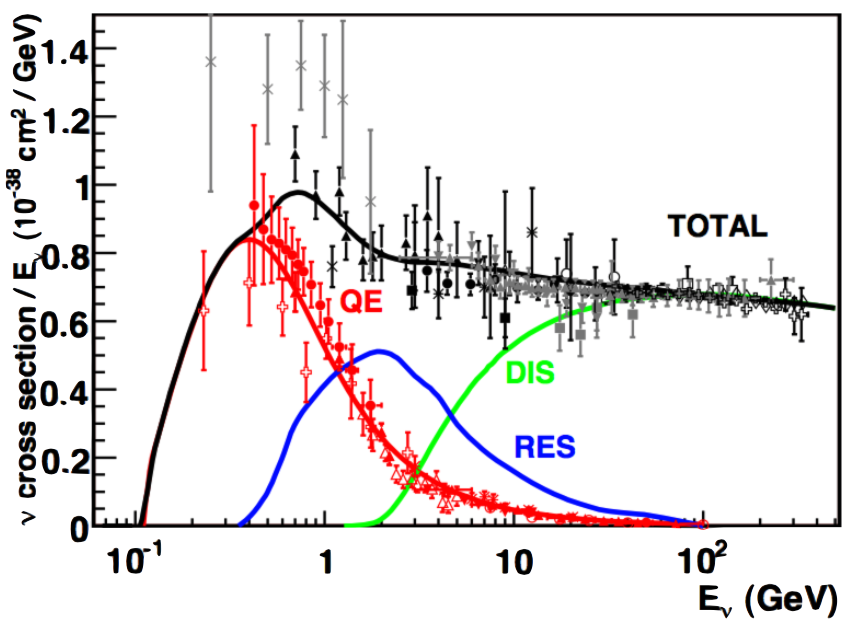 ν cross section / Eν (10⁻³⁸ cm² / GeV)
1.4
1.2
1
0.8
0.6
0.4
0.2
0
TOTAL
QE
DIS
RES
10⁻¹ 1 10 10²
Eν (GeV)